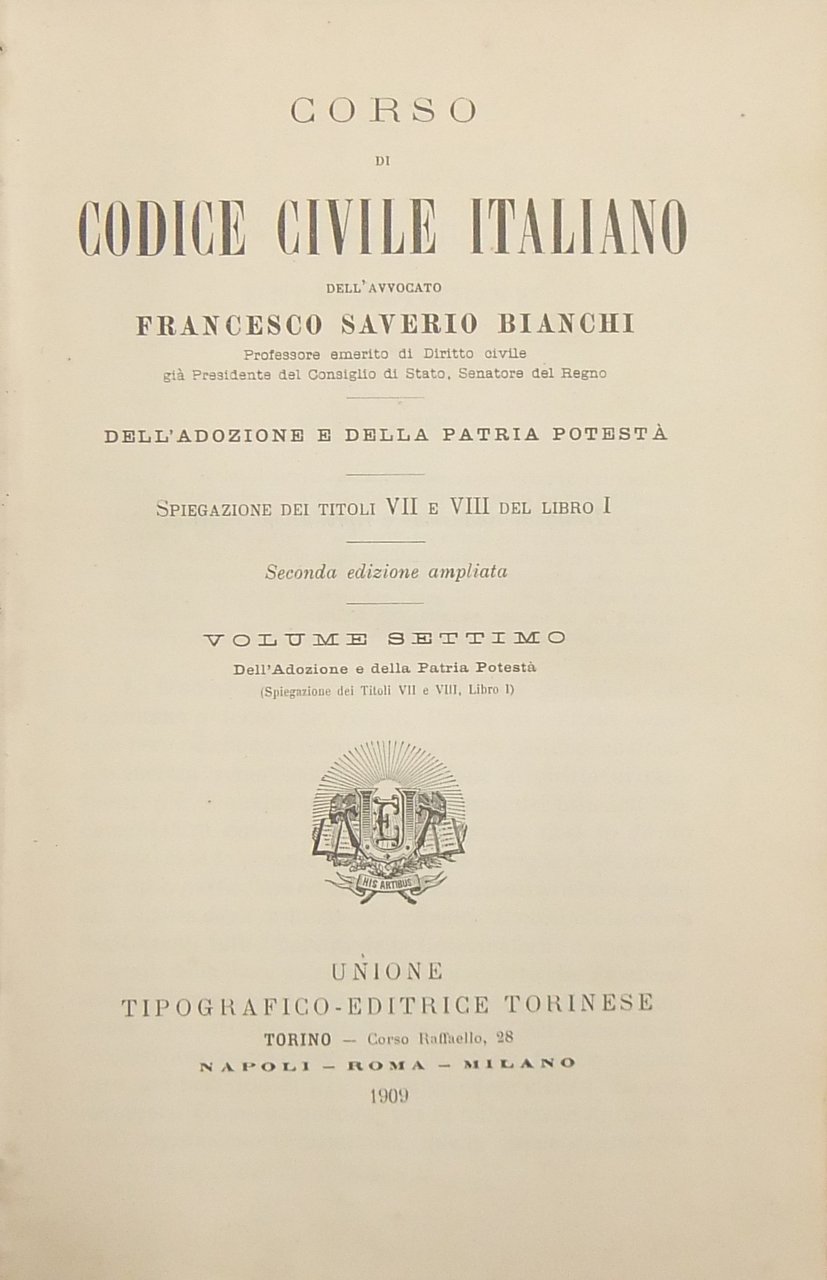 CORSO
DI
CODICE CIVILE ITALIANO
DELL'AVVOCATO
FRANCESCO SAVERIO BIANCHI
Professore emerito di Diritto civile
già Presidente del Consiglio di Stato, Senatore del Regno
DELL'ADOZIONE E DELLA PATRIA POTESTÀ
SPIEGAZIONE DEI TITOLI VII E VIII DEL LIBRO I
Seconda edizione ampliata
VOLUME SETTIMO
Dell'Adozione e della Patria Potestà
(Spiegazione dei Titoli VII e VIII, Libro I)
UE
HIS ARTIBUS
UNIONE
TIPOGRAFICO-EDITRICE TORINESE
TORINO — Corso Raffaello, 28
NAPOLI — ROMA — MILANO
1909